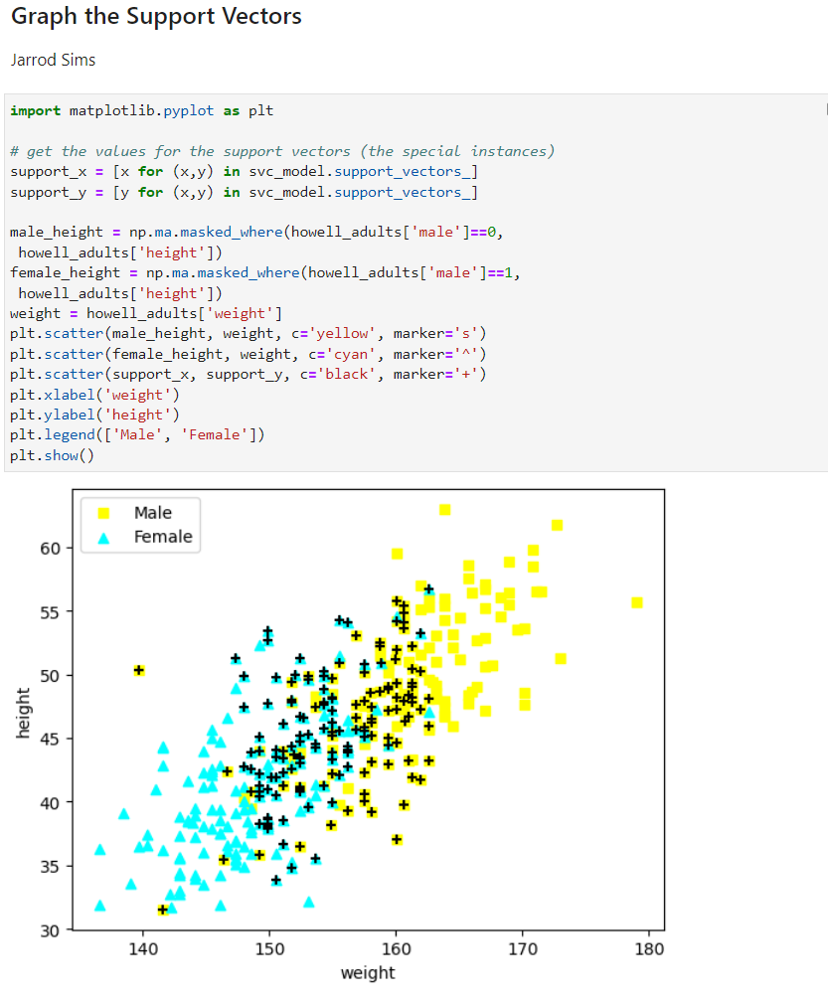 Graph the Support Vectors
Jarrod Sims
import matplotlib.pyplot as plt
# get the values for the support vectors (the special instances)
support_x = [x for (x,y) in svc_model.support_vectors_]
support_y = [y for (x,y) in svc_model.support_vectors_]
male_height = np.ma.masked_where(howell_adults['male']==0,
howell_adults['height'])
female_height = np.ma.masked_where(howell_adults['male']==1,
howell_adults['height'])
weight = howell_adults['weight']
plt.scatter(male_height, weight, c='yellow', marker='s')
plt.scatter(female_height, weight, c='cyan', marker='^')
plt.scatter(support_x, support_y, c='black', marker='+')
plt.xlabel('weight')
plt.ylabel('height')
plt.legend(['Male', 'Female'])
plt.show()
Male
Female
60
55
50
45
40
35
30
height
140 150 160 170 180
weight